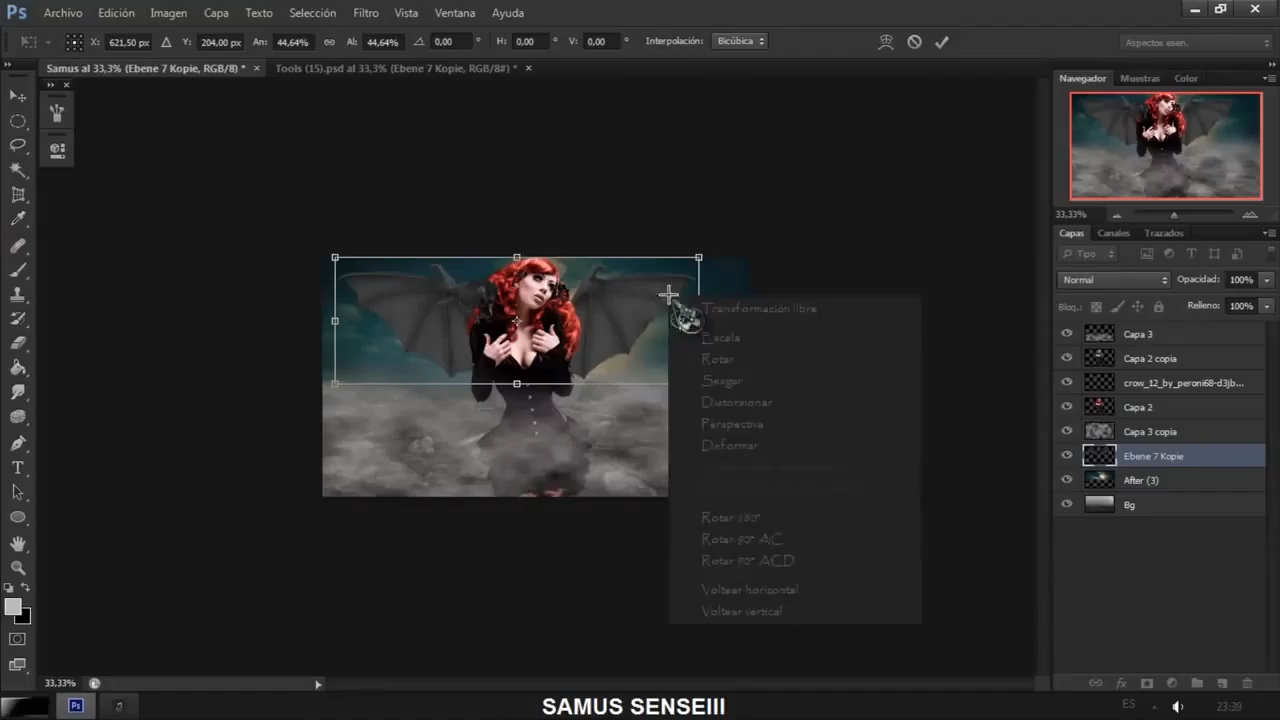 Ps Archivo Edición Imagen Capa Texto Selección Filtro Vista Ventana Ayuda
X: 621,50 px Y: 204,00 px An: 44,64% Al: 44,64% 0,00 ° H: 0,00 ° V: 0,00 ° Interpolación: Bicúbica Aspectos esen.
Samus al 33,3% (Ebene 7 Kopie, RGB/8) * × Tools (15).psd al 33,3% (Ebene 7 Kopie, RGB/8#) * ×
Navegador Muestras Color
33,33%
Capas Canales Trazados
Tipo
Normal Opacidad: 100%
Bloq.: Relleno: 100%
Capa 3
Capa 2 copia
crow_12_by_peroni68-d3jb...
Capa 2
Capa 3 copia
Ebene 7 Kopie
After (3)
Bg
Transformación libre
Escala
Rotar
Sesgar
Distorsionar
Perspectiva
Deformar
Rotar 180°
Rotar 90° AC
Rotar 90° ACD
Voltear horizontal
Voltear vertical
33,33%
Ps
SAMUS SENSEIII
ES
23:39